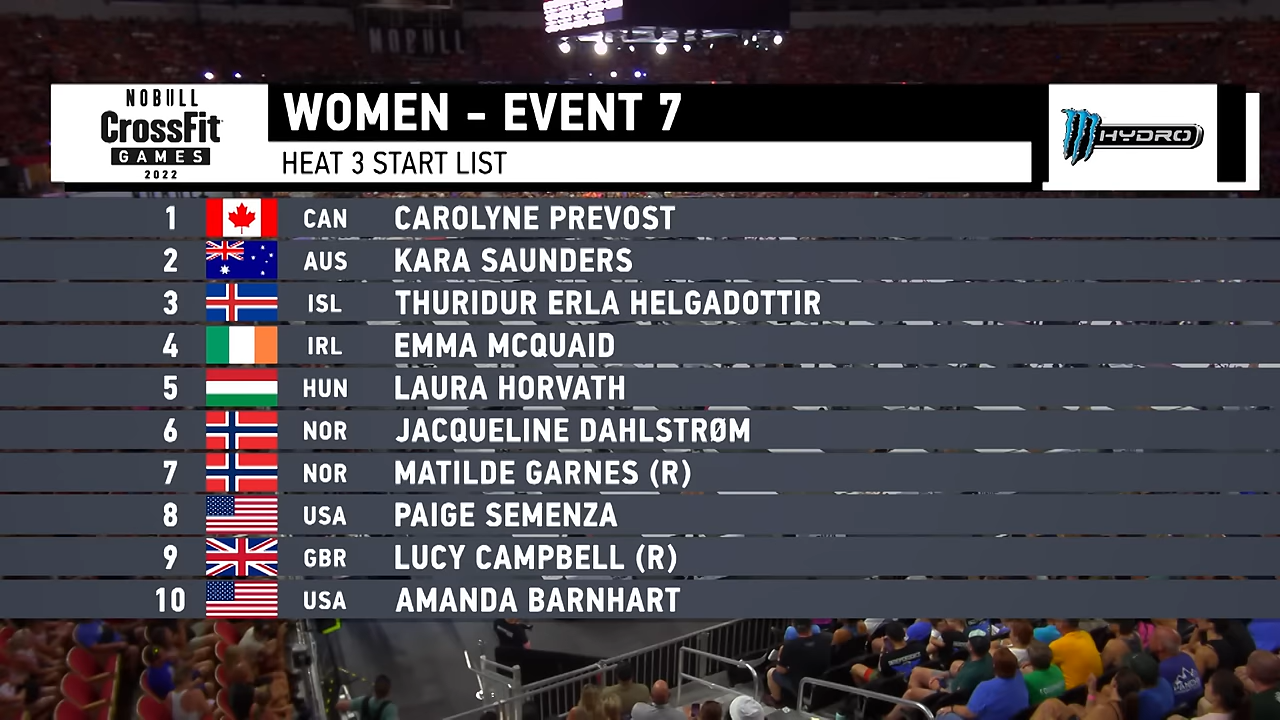 NOBULL
NOBULL
CrossFit
GAMES
2022
WOMEN - EVENT 7
HEAT 3 START LIST
HYDRO
1 CAN CAROLYNE PREVOST
2 AUS KARA SAUNDERS
3 ISL THURIDUR ERLA HELGADOTTIR
4 IRL EMMA MCQUAID
5 HUN LAURA HORVATH
6 NOR JACQUELINE DAHLSTRØM
7 NOR MATILDE GARNES (R)
8 USA PAIGE SEMENZA
9 GBR LUCY CAMPBELL (R)
10 USA AMANDA BARNHART